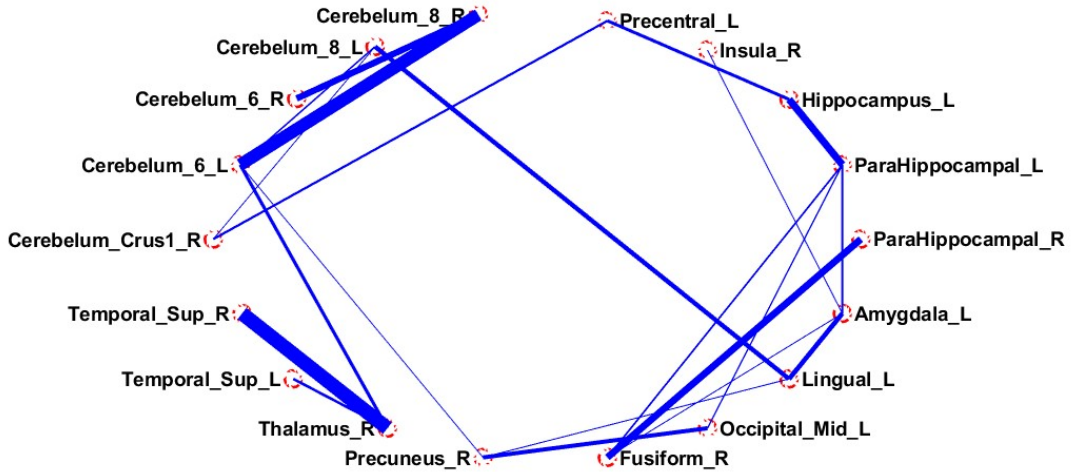 Cerebelum_8_R
Precentral_L
Cerebelum_8_L
Insula_R
Cerebelum_6_R
Hippocampus_L
Cerebelum_6_L
ParaHippocampal_L
Cerebelum_Crus1_R
ParaHippocampal_R
Temporal_Sup_R
Amygdala_L
Temporal_Sup_L
Lingual_L
Thalamus_R
Occipital_Mid_L
Precuneus_R
Fusiform_R